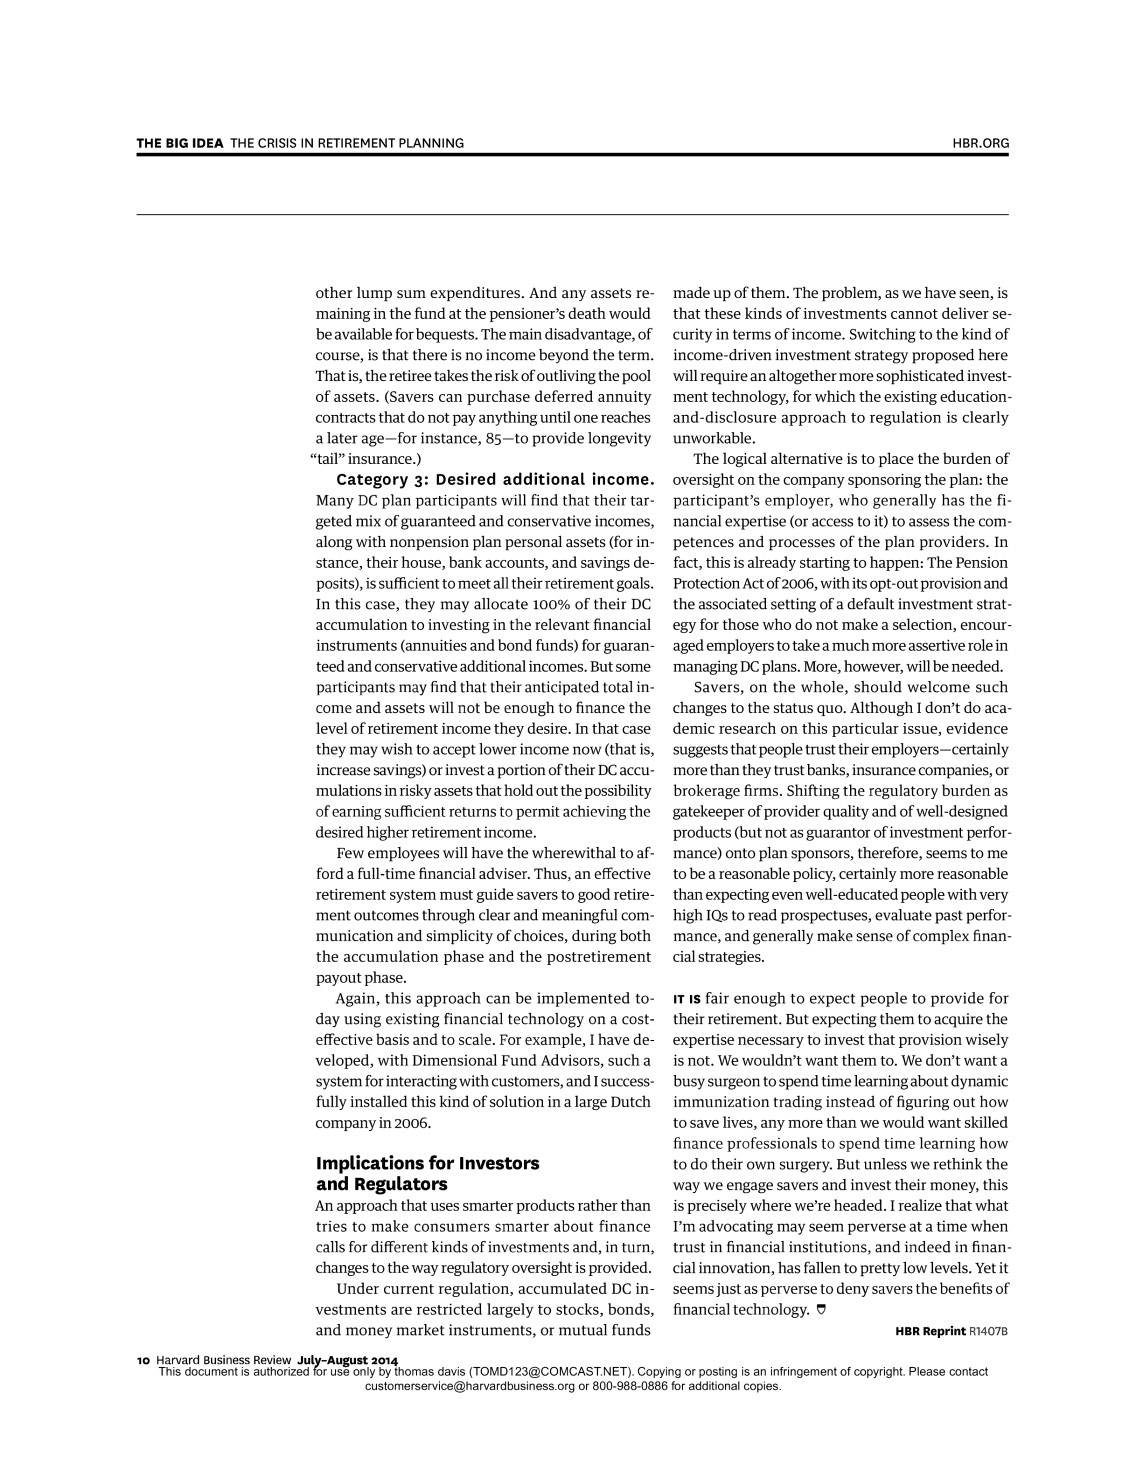 THE BIG IDEA THE CRISIS IN RETIREMENT PLANNING
HBR.ORG
other lump sum expenditures. And any assets re-
maining in the fund at the pensioner’s death would
be available for bequests. The main disadvantage, of
course, is that there is no income beyond the term.
That is, the retiree takes the risk of outliving the pool
of assets. (Savers can purchase deferred annuity
contracts that do not pay anything until one reaches
a later age—for instance, 85—to provide longevity
“tail” insurance.)
Category 3: Desired additional income.
Many DC plan participants will find that their tar-
geted mix of guaranteed and conservative incomes,
along with nonpension plan personal assets (for in-
stance, their house, bank accounts, and savings de-
posits), is sufficient to meet all their retirement goals.
In this case, they may allocate 100% of their DC
accumulation to investing in the relevant financial
instruments (annuities and bond funds) for guaran-
teed and conservative additional incomes. But some
participants may find that their anticipated total in-
come and assets will not be enough to finance the
level of retirement income they desire. In that case
they may wish to accept lower income now (that is,
increase savings) or invest a portion of their DC accu-
mulations in risky assets that hold out the possibility
of earning sufficient returns to permit achieving the
desired higher retirement income.
Few employees will have the wherewithal to af-
ford a full-time financial adviser. Thus, an effective
retirement system must guide savers to good retire-
ment outcomes through clear and meaningful com-
munication and simplicity of choices, during both
the accumulation phase and the postretirement
payout phase.
Again, this approach can be implemented to-
day using existing financial technology on a cost-
effective basis and to scale. For example, I have de-
veloped, with Dimensional Fund Advisors, such a
system for interacting with customers, and I success-
fully installed this kind of solution in a large Dutch
company in 2006.
Implications for Investors
and Regulators
An approach that uses smarter products rather than
tries to make consumers smarter about finance
calls for different kinds of investments and, in turn,
changes to the way regulatory oversight is provided.
Under current regulation, accumulated DC in-
vestments are restricted largely to stocks, bonds,
and money market instruments, or mutual funds
made up of them. The problem, as we have seen, is
that these kinds of investments cannot deliver se-
curity in terms of income. Switching to the kind of
income-driven investment strategy proposed here
will require an altogether more sophisticated invest-
ment technology, for which the existing education-
and-disclosure approach to regulation is clearly
unworkable.
The logical alternative is to place the burden of
oversight on the company sponsoring the plan: the
participant’s employer, who generally has the fi-
nancial expertise (or access to it) to assess the com-
petences and processes of the plan providers. In
fact, this is already starting to happen: The Pension
Protection Act of 2006, with its opt-out provision and
the associated setting of a default investment strat-
egy for those who do not make a selection, encour-
aged employers to take a much more assertive role in
managing DC plans. More, however, will be needed.
Savers, on the whole, should welcome such
changes to the status quo. Although I don’t do aca-
demic research on this particular issue, evidence
suggests that people trust their employers—certainly
more than they trust banks, insurance companies, or
brokerage firms. Shifting the regulatory burden as
gatekeeper of provider quality and of well-designed
products (but not as guarantor of investment perfor-
mance) onto plan sponsors, therefore, seems to me
to be a reasonable policy, certainly more reasonable
than expecting even well-educated people with very
high IQs to read prospectuses, evaluate past perfor-
mance, and generally make sense of complex finan-
cial strategies.
IT IS fair enough to expect people to provide for
their retirement. But expecting them to acquire the
expertise necessary to invest that provision wisely
is not. We wouldn’t want them to. We don’t want a
busy surgeon to spend time learning about dynamic
immunization trading instead of figuring out how
to save lives, any more than we would want skilled
finance professionals to spend time learning how
to do their own surgery. But unless we rethink the
way we engage savers and invest their money, this
is precisely where we’re headed. I realize that what
I’m advocating may seem perverse at a time when
trust in financial institutions, and indeed in finan-
cial innovation, has fallen to pretty low levels. Yet it
seems just as perverse to deny savers the benefits of
financial technology.
HBR Reprint R1407B
10 Harvard Business Review July–August 2014
This document is authorized for use only by thomas davis (TOMD123@COMCAST.NET). Copying or posting is an infringement of copyright. Please contact
customerservice@harvardbusiness.org or 800-988-0886 for additional copies.